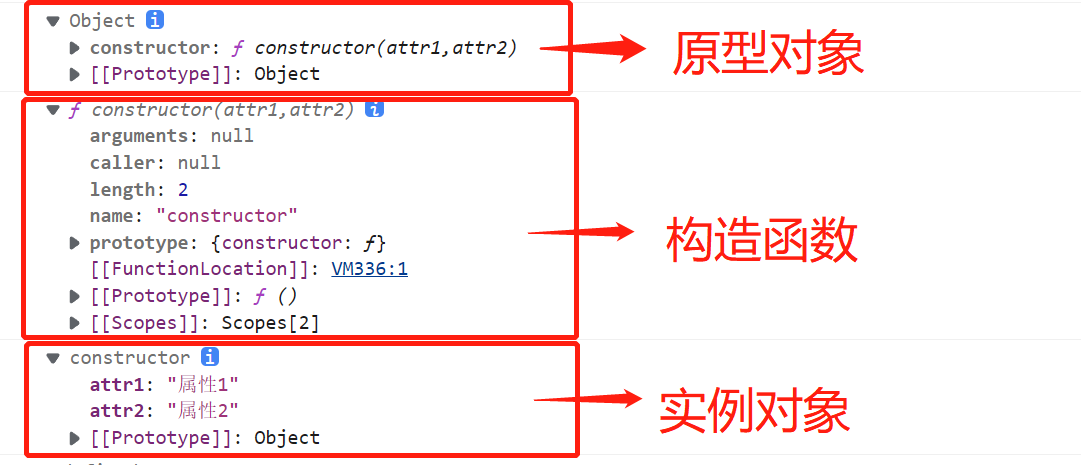 Object i
constructor: ƒ constructor(attr1,attr2)
[[Prototype]]: Object
原型对象
ƒ constructor(attr1,attr2) i
arguments: null
caller: null
length: 2
name: "constructor"
prototype: {constructor: ƒ}
[[FunctionLocation]]: VM336:1
[[Prototype]]: ƒ ()
[[Scopes]]: Scopes[2]
构造函数
constructor i
attr1: "属性1"
attr2: "属性2"
[[Prototype]]: Object
实例对象